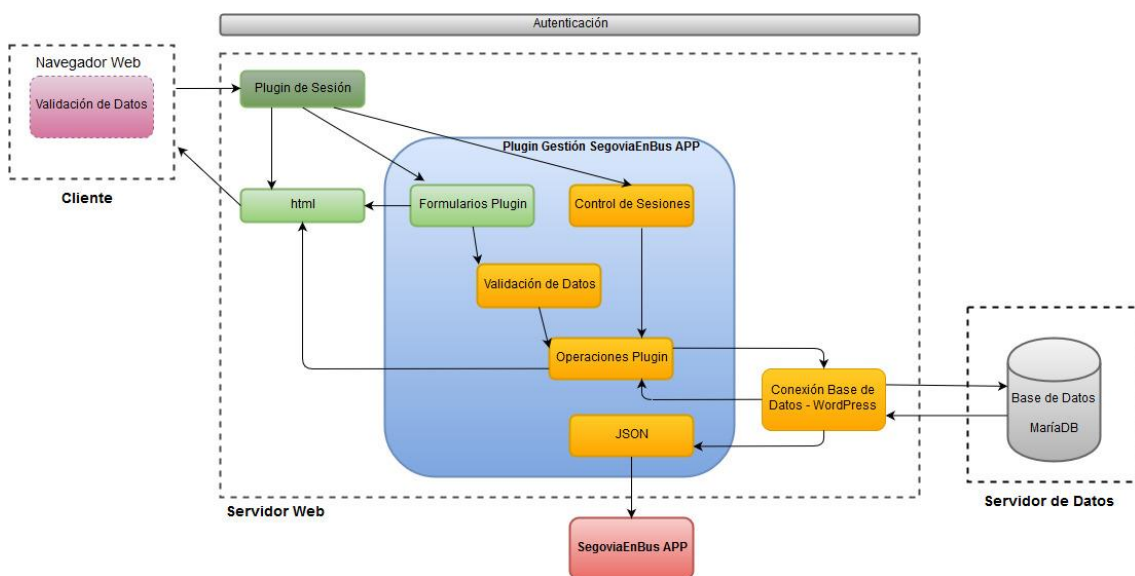 Autenticación
Navegador Web
Validación de Datos
Cliente
Plugin de Sesión
Plugin Gestión SegoviaEnBus APP
html
Formularios Plugin
Control de Sesiones
Validación de Datos
Operaciones Plugin
Conexión Base de
Datos - WordPress
JSON
Base de Datos
MaríaDB
Servidor Web
Servidor de Datos
SegoviaEnBus APP